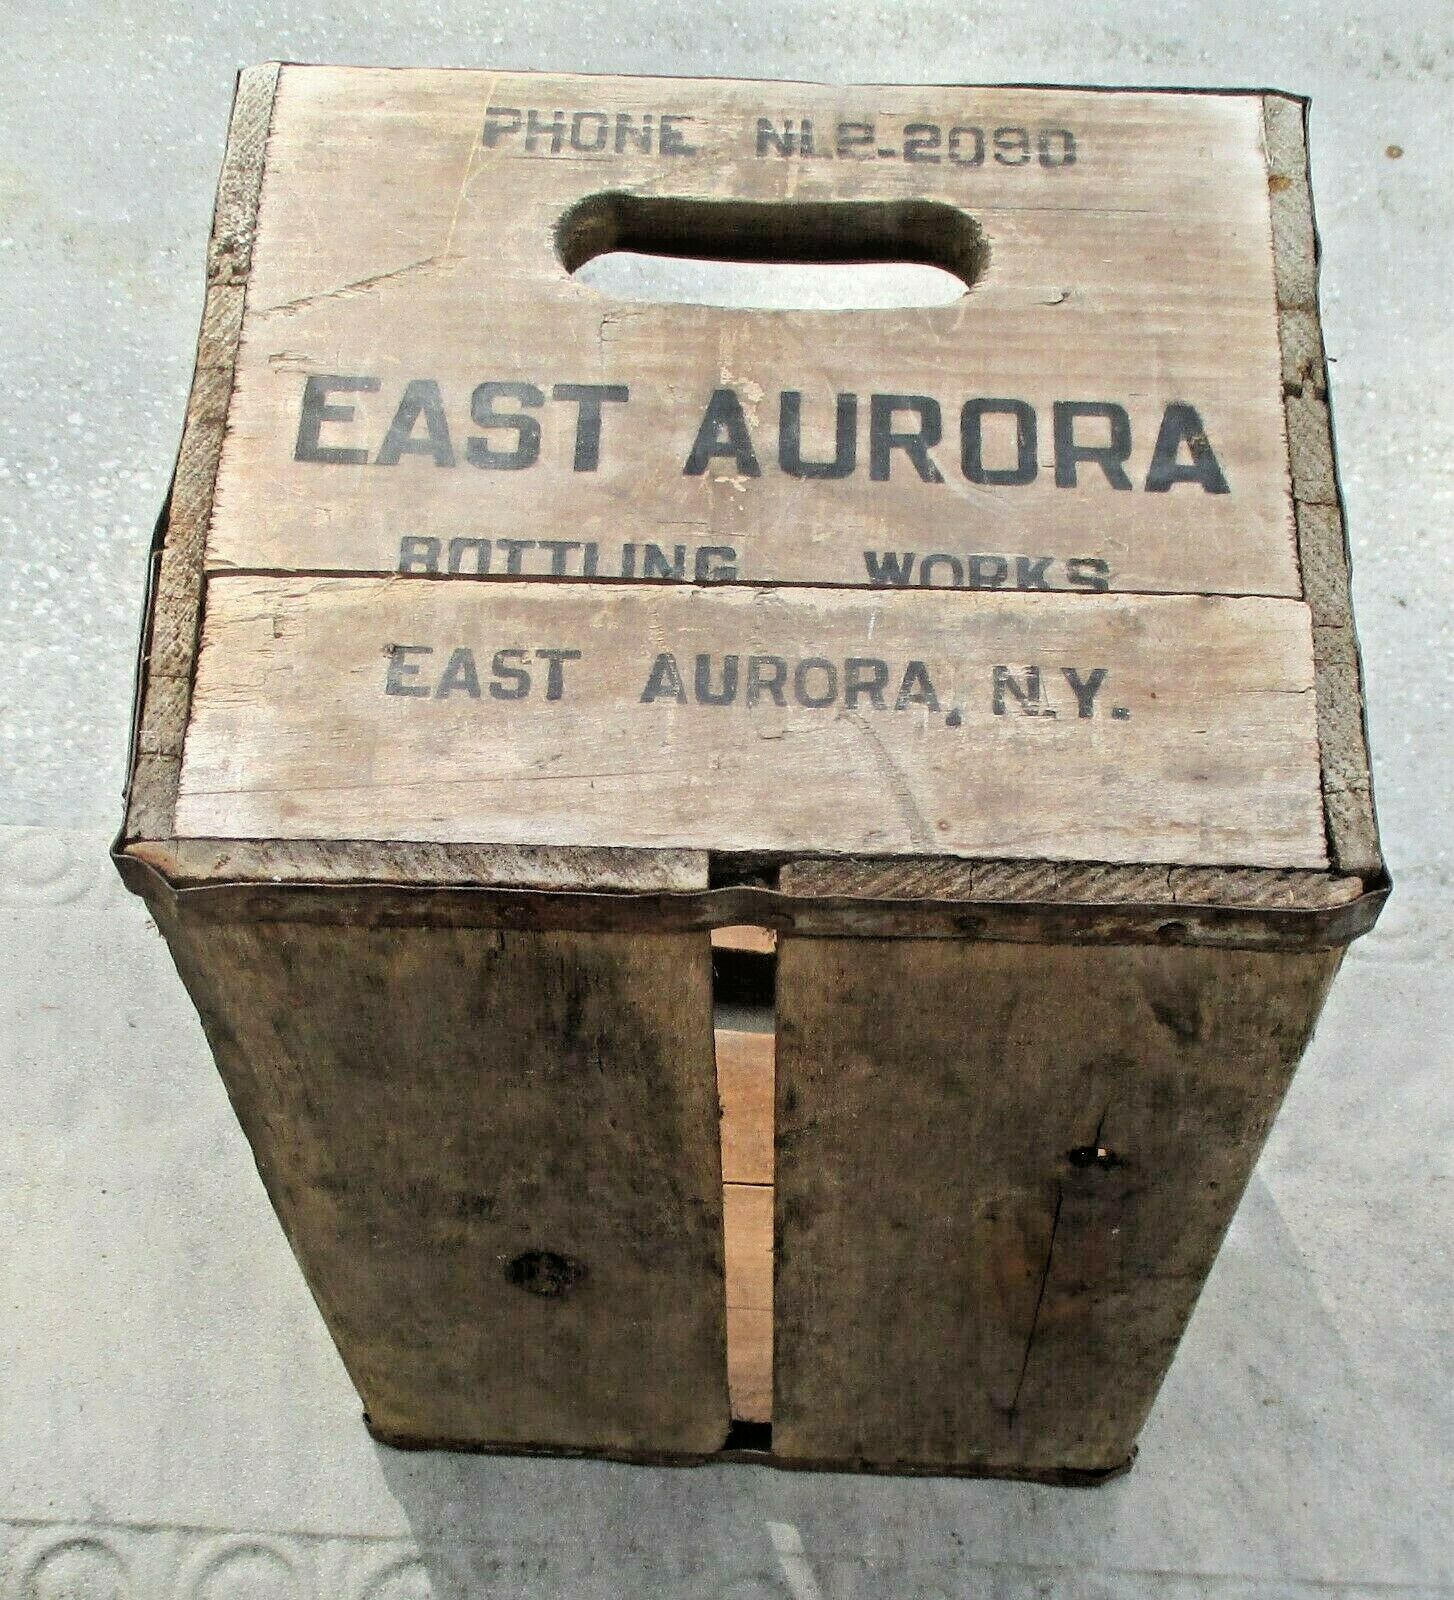 PHONE NL2-2090
EAST AURORA
BOTTLING WORKS
EAST AURORA, N.Y.